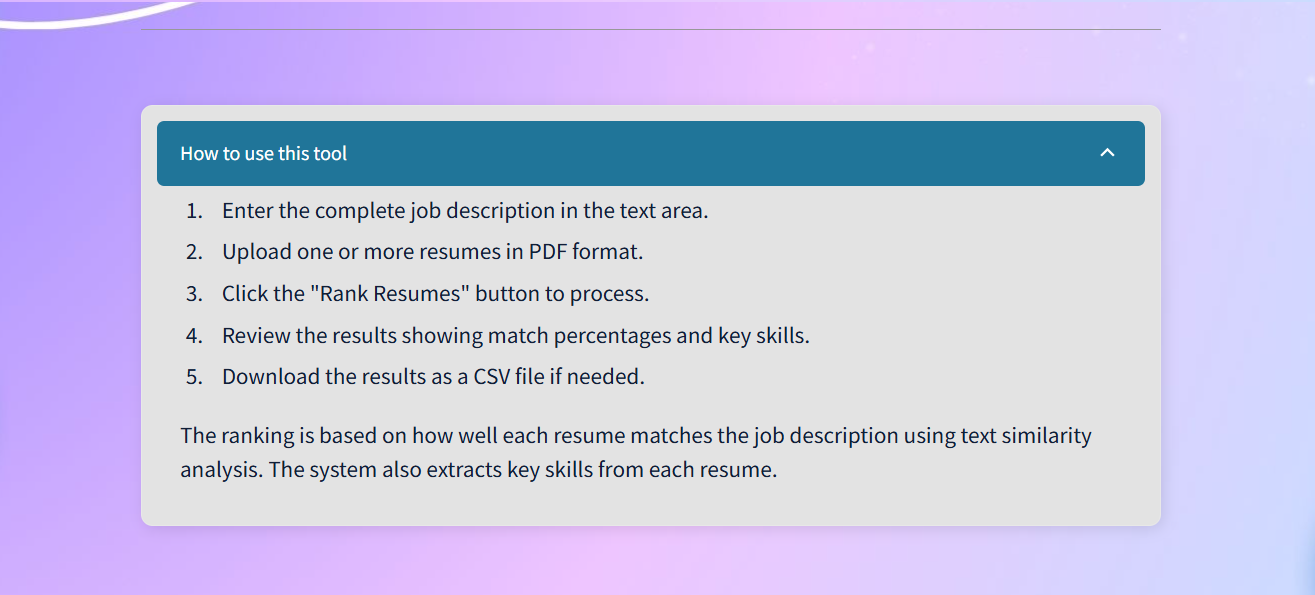 How to use this tool
1. Enter the complete job description in the text area.
2. Upload one or more resumes in PDF format.
3. Click the "Rank Resumes" button to process.
4. Review the results showing match percentages and key skills.
5. Download the results as a CSV file if needed.
The ranking is based on how well each resume matches the job description using text similarity
analysis. The system also extracts key skills from each resume.